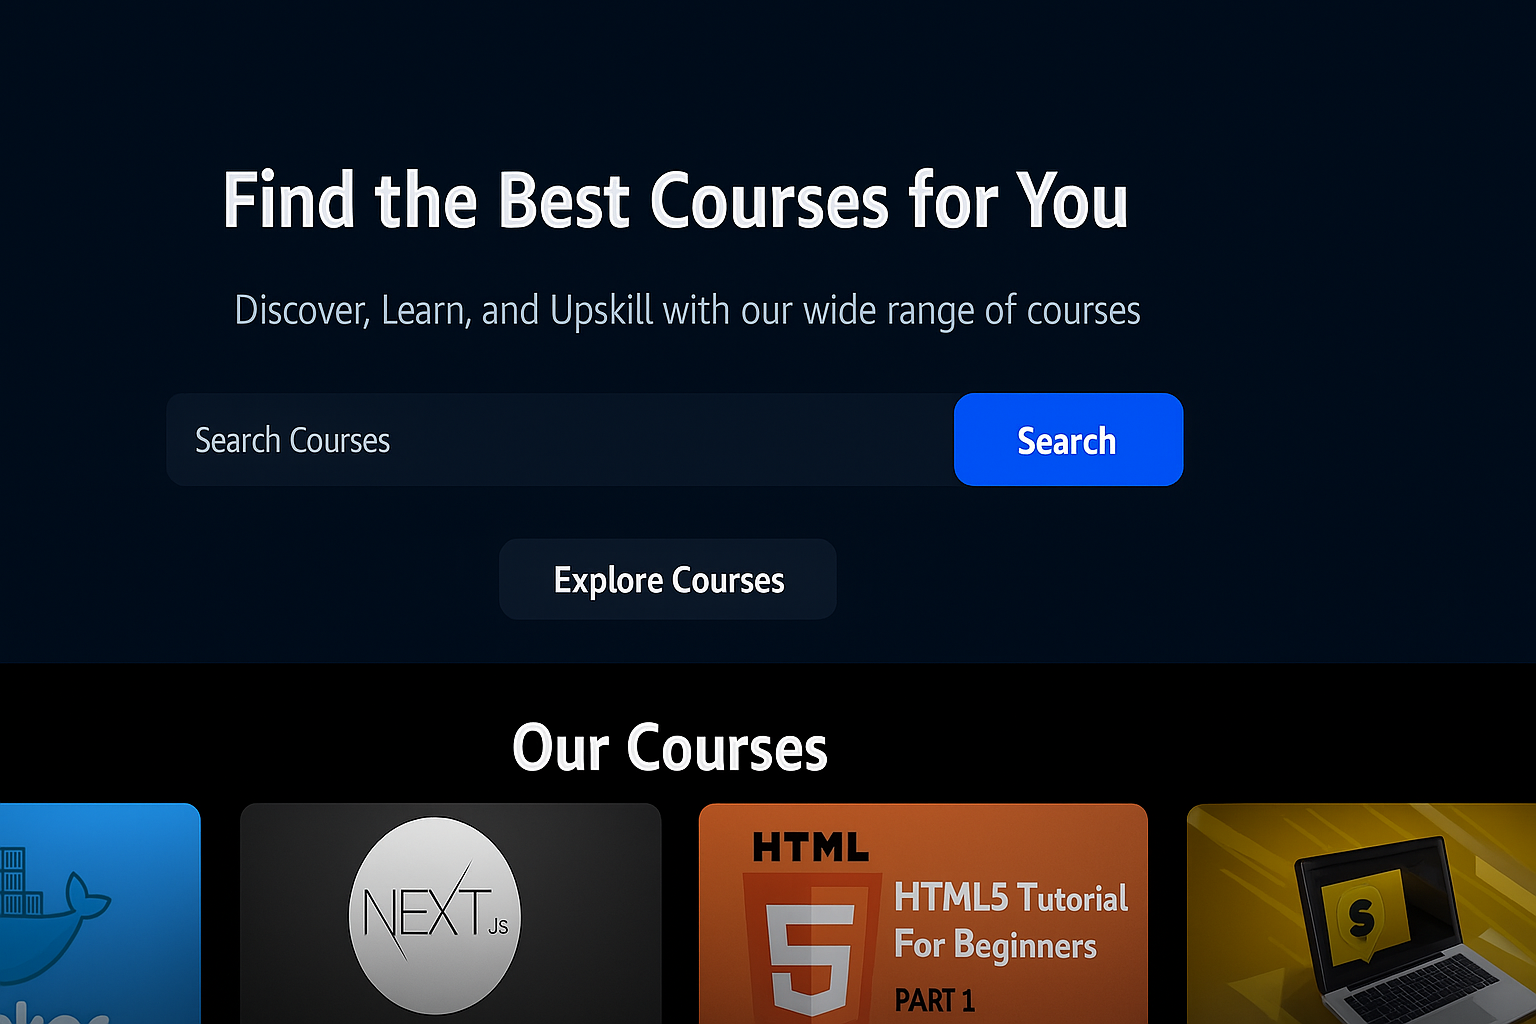 Find the Best Courses for You
Discover, Learn, and Upskill with our wide range of courses
Search Courses
Search
Explore Courses
Our Courses
NEXT.JS
HTML
5
HTML5 Tutorial
For Beginners
PART 1
S